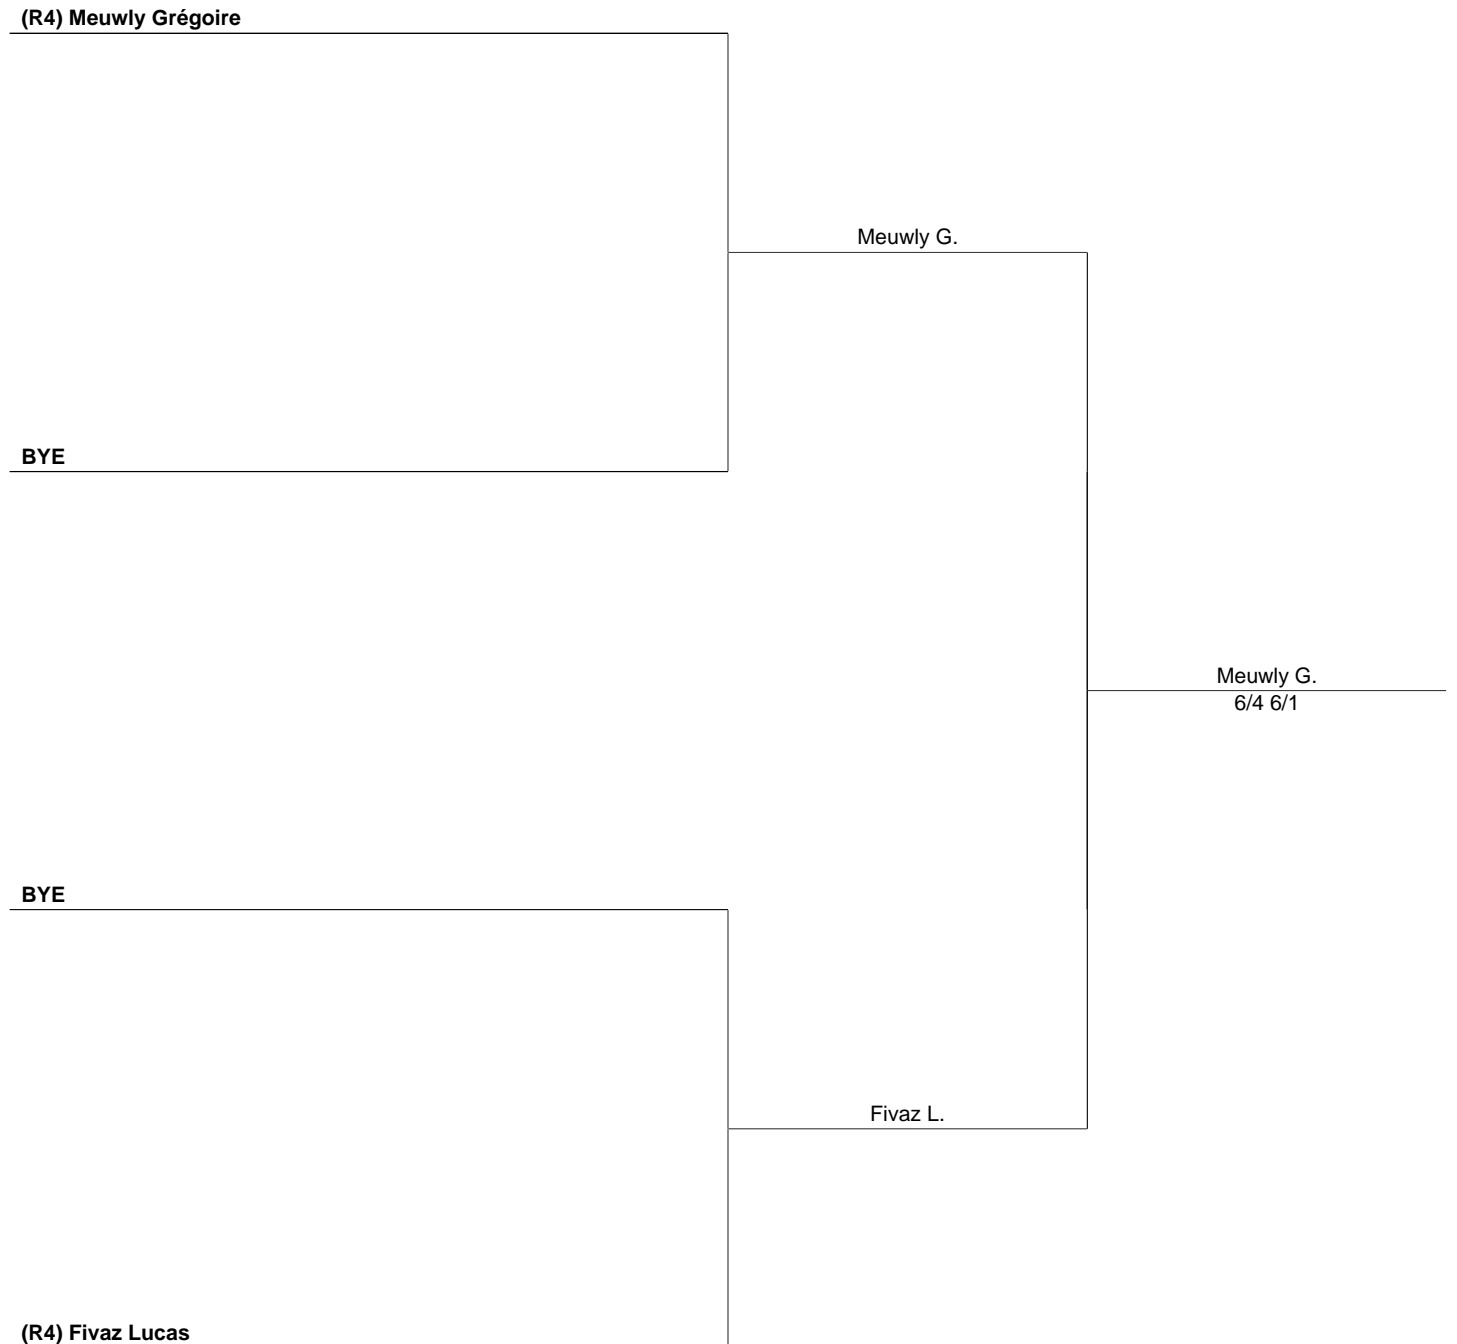 (R4) Meuwly Grégoire
Meuwly G.
BYE
Meuwly G.
6/4 6/1
BYE
Fivaz L.
(R4) Fivaz Lucas